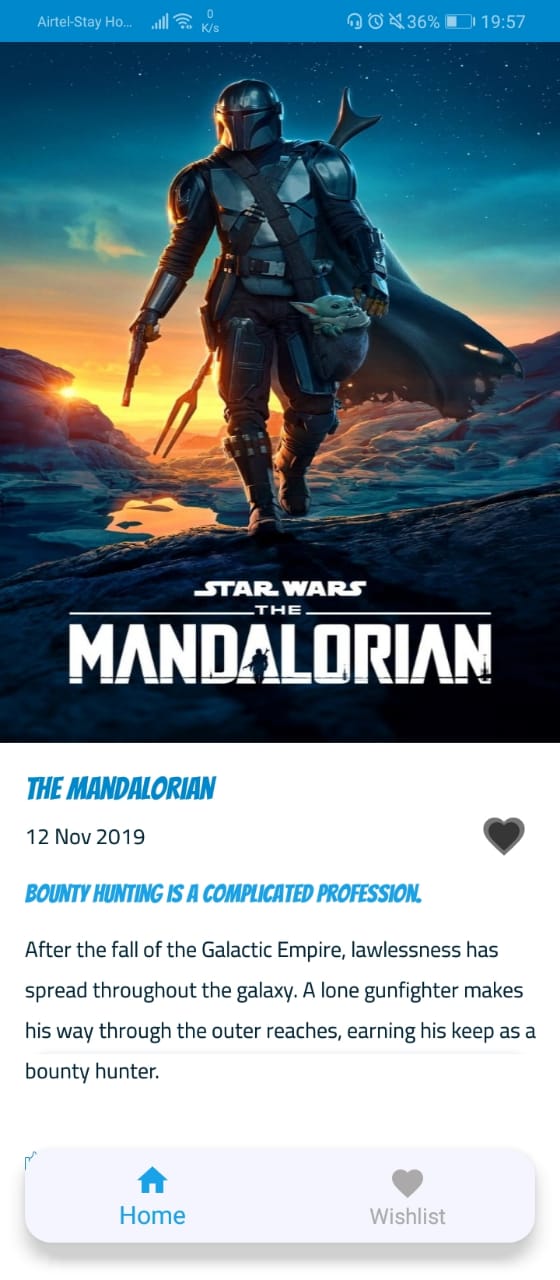 Airtel-Stay Ho... 0 K/s 36% 19:57
STAR WARS
THE
MANDALORIAN
THE MANDALORIAN
12 Nov 2019
BOUNTY HUNTING IS A COMPLICATED PROFESSION.
After the fall of the Galactic Empire, lawlessness has
spread throughout the galaxy. A lone gunfighter makes
his way through the outer reaches, earning his keep as a
bounty hunter.
Home Wishlist